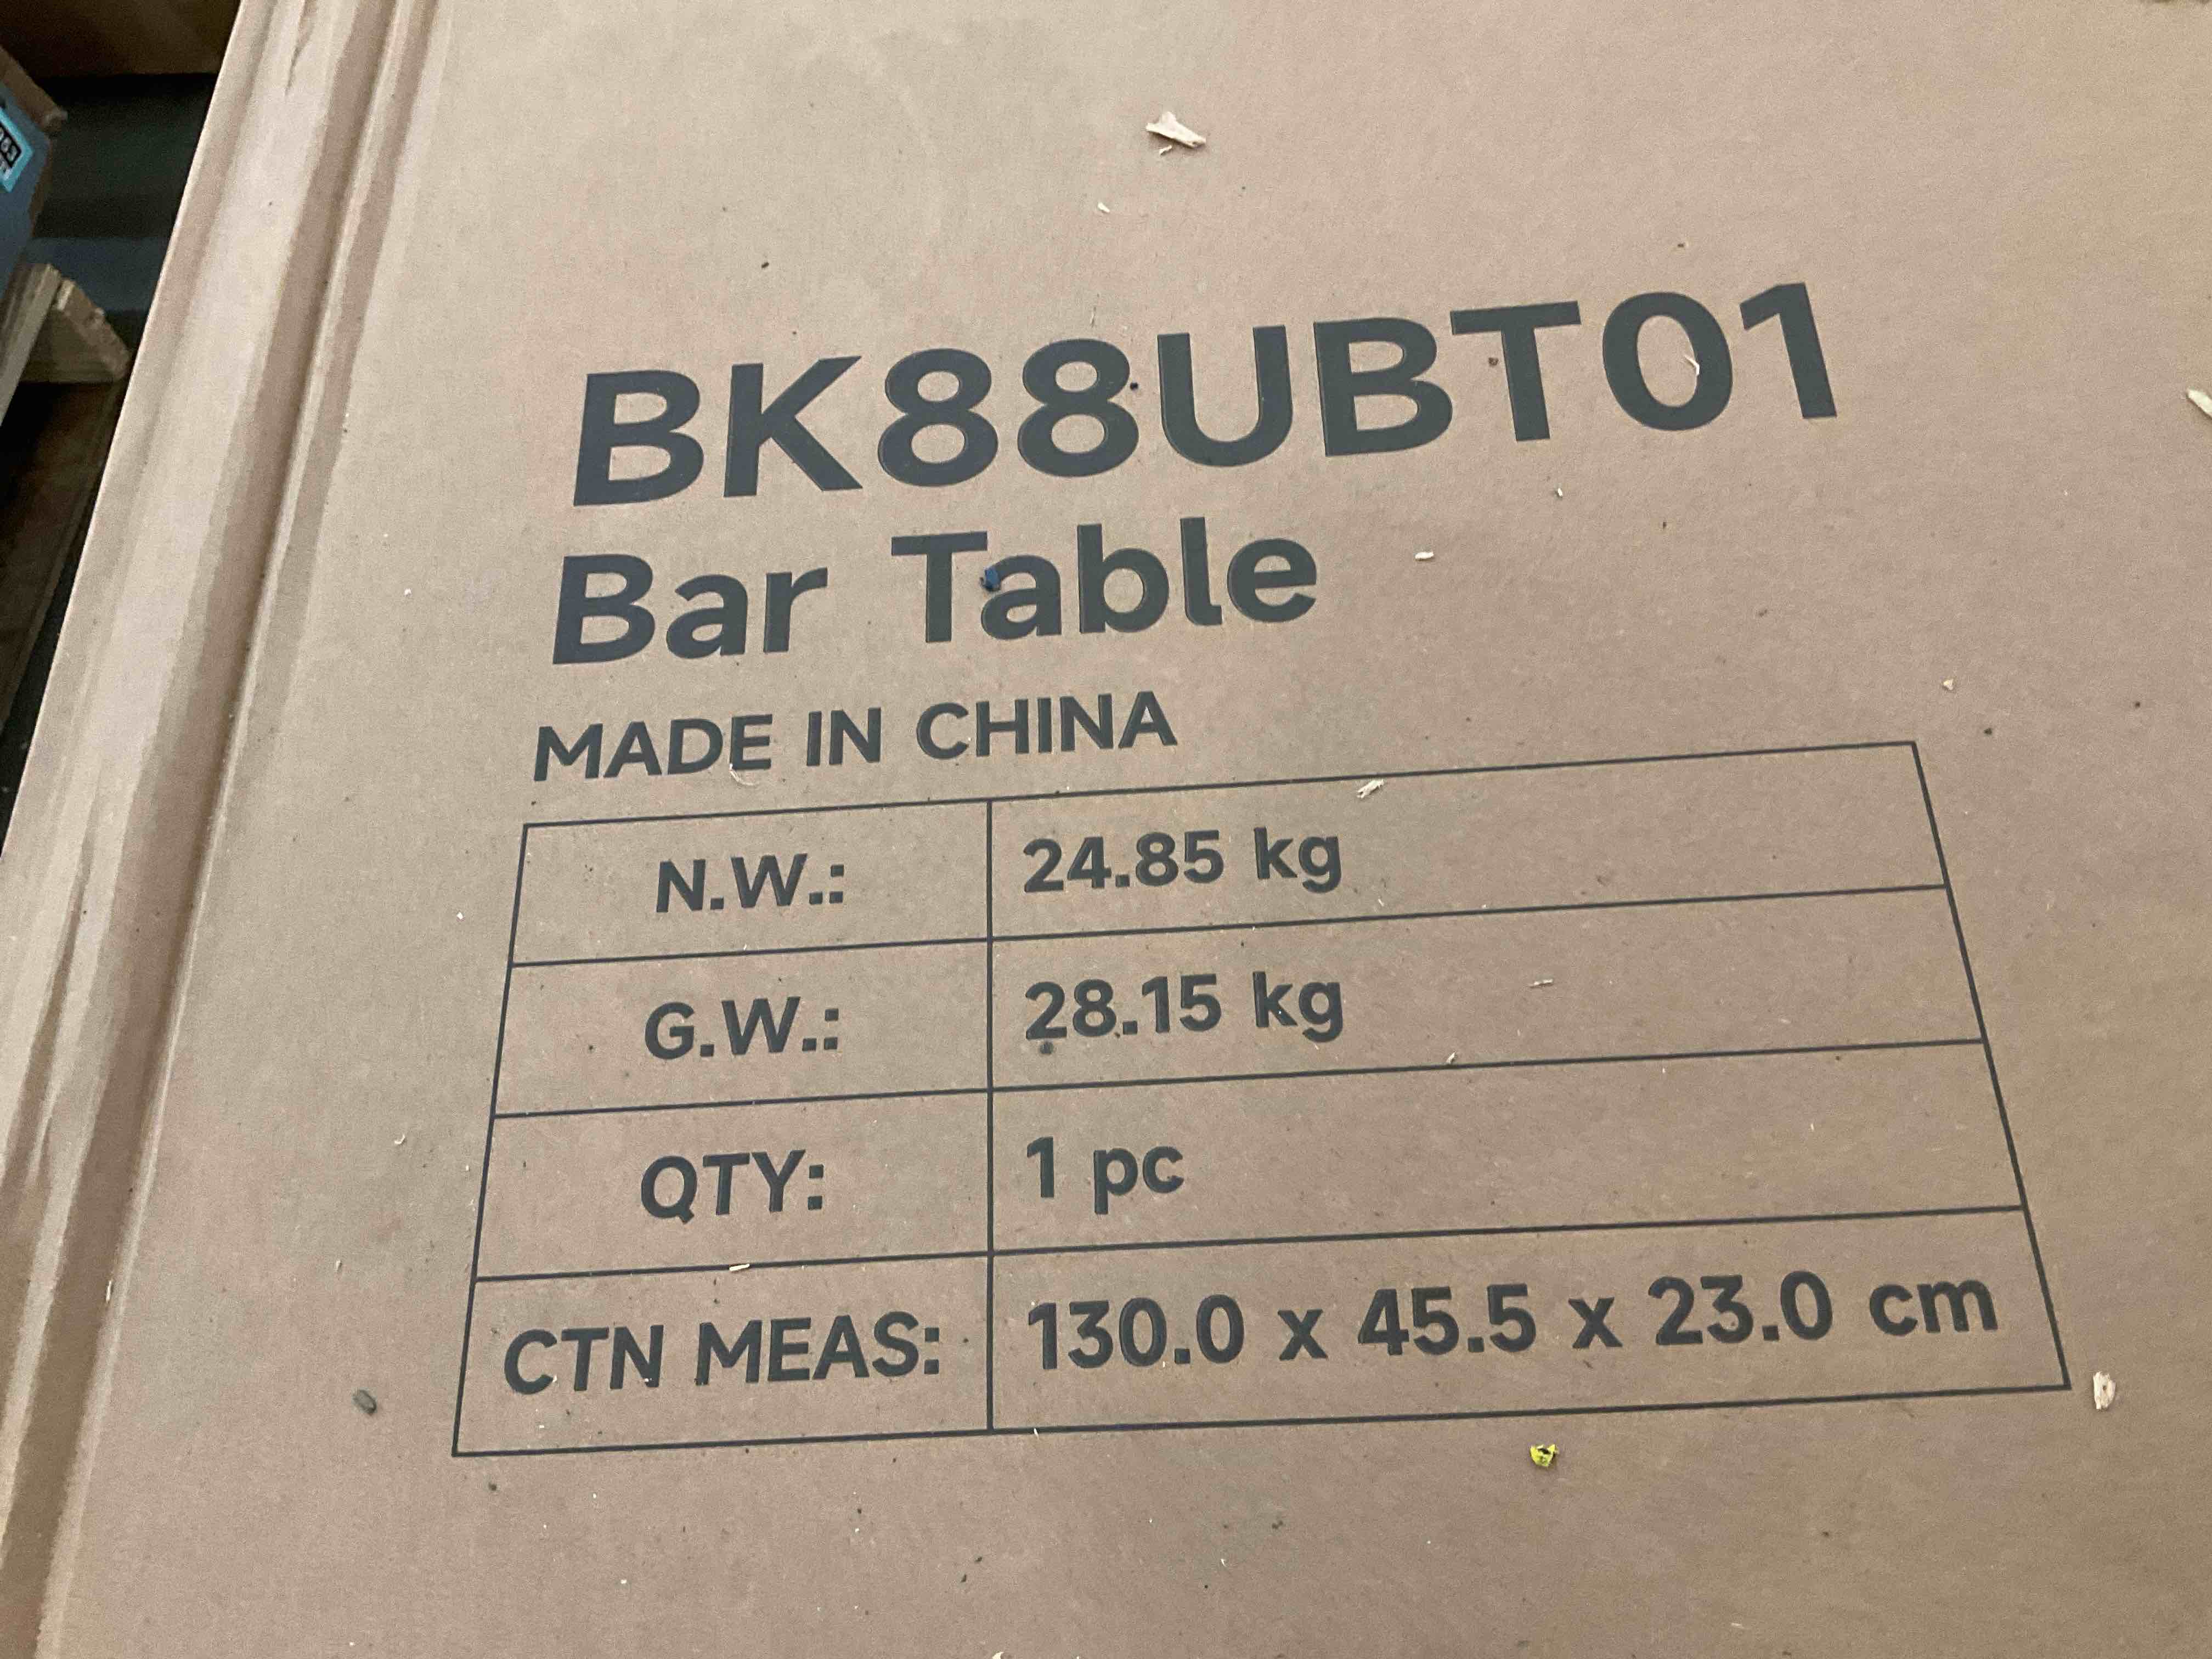 BK88UBT01
Bar Table
MADE IN CHINA
N.W.: 24.85 kg
G.W.: 28.15 kg
QTY: 1 pc
CTN MEAS: 130.0 x 45.5 x 23.0 cm